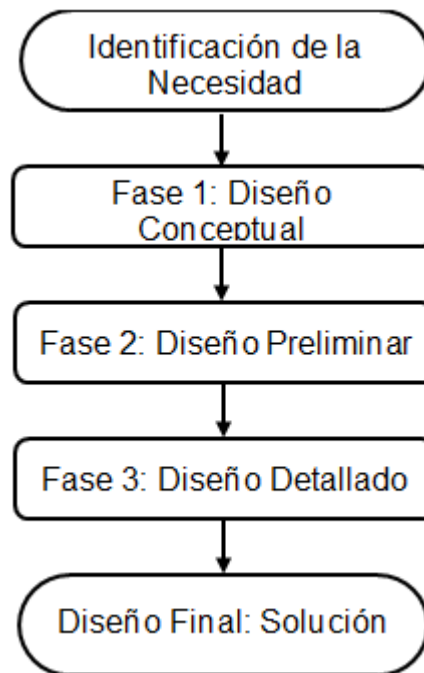 Identificación de la
Necesidad
Fase 1: Diseño
Conceptual
Fase 2: Diseño Preliminar
Fase 3: Diseño Detallado
Diseño Final: Solución